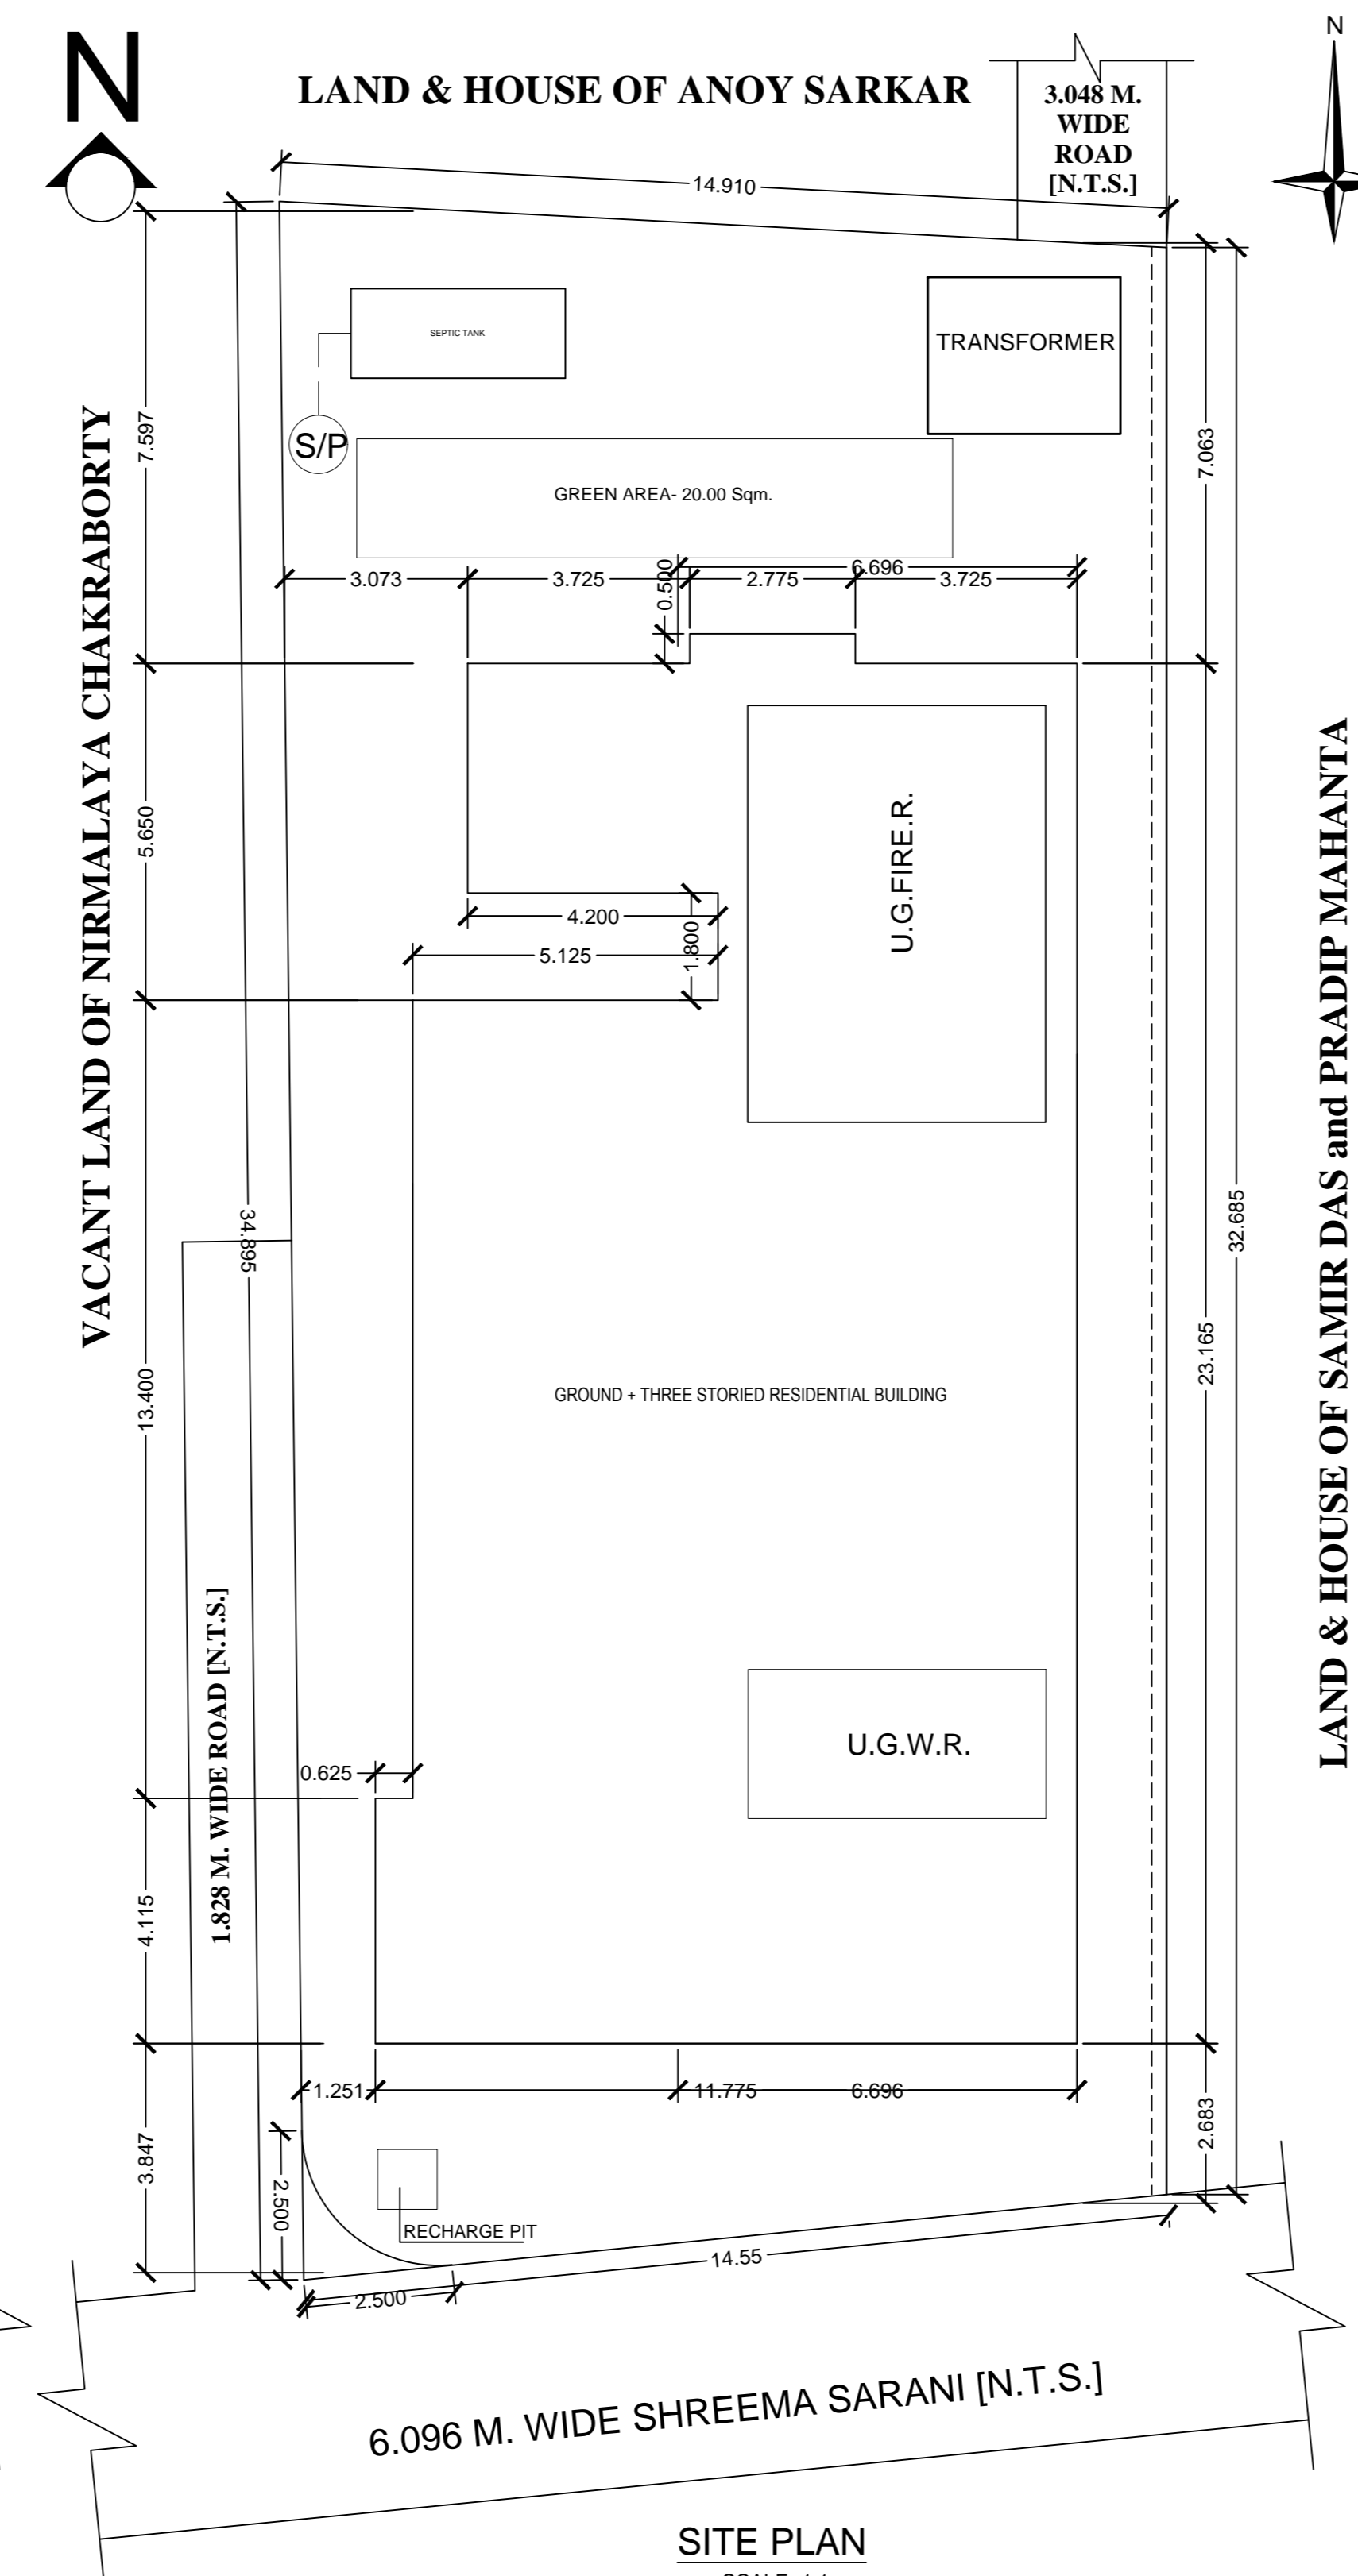 N
N
LAND & HOUSE OF ANOY SARKAR
3.048 M.
WIDE
ROAD
[N.T.S.]
14.910
SEPTIC TANK
TRANSFORMER
S/P
7.597
7.063
GREEN AREA- 20.00 Sqm.
6.696
3.073
3.725
0.500
2.775
3.725
VACANT LAND OF NIRMALAYA CHAKRABORTY
LAND & HOUSE OF SAMIR DAS and PRADIP MAHANTA
5.650
U.G.FIRE.R.
4.200
5.125
1.800
34.895
32.685
23.165
13.400
GROUND + THREE STORIED RESIDENTIAL BUILDING
1.828 M. WIDE ROAD [N.T.S.]
U.G.W.R.
0.625
4.115
1.251
11.775
6.696
3.847
2.683
2.500
RECHARGE PIT
14.55
2.500
6.096 M. WIDE SHREEMA SARANI [N.T.S.]
SITE PLAN